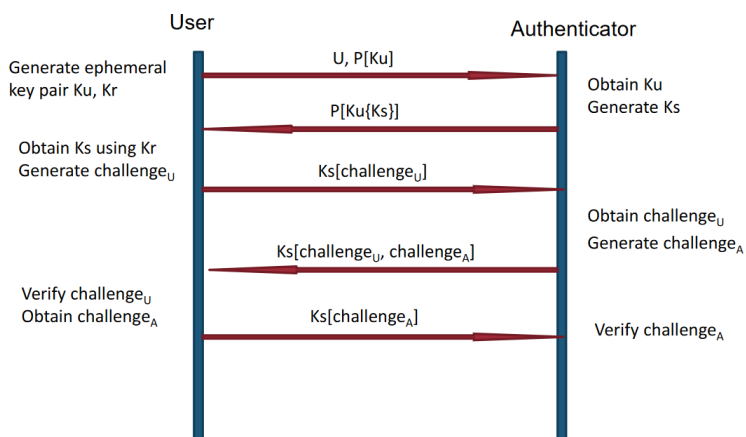 User
Authenticator
U, P[Ku]
Generate ephemeral
key pair Ku, Kr
Obtain Ku
Generate Ks
P[Ku{Ks}]
Obtain Ks using Kr
Generate challengeU
Ks[challengeU]
Obtain challengeU
Generate challengeA
Ks[challengeU, challengeA]
Verify challengeU
Obtain challengeA
Ks[challengeA]
Verify challengeA